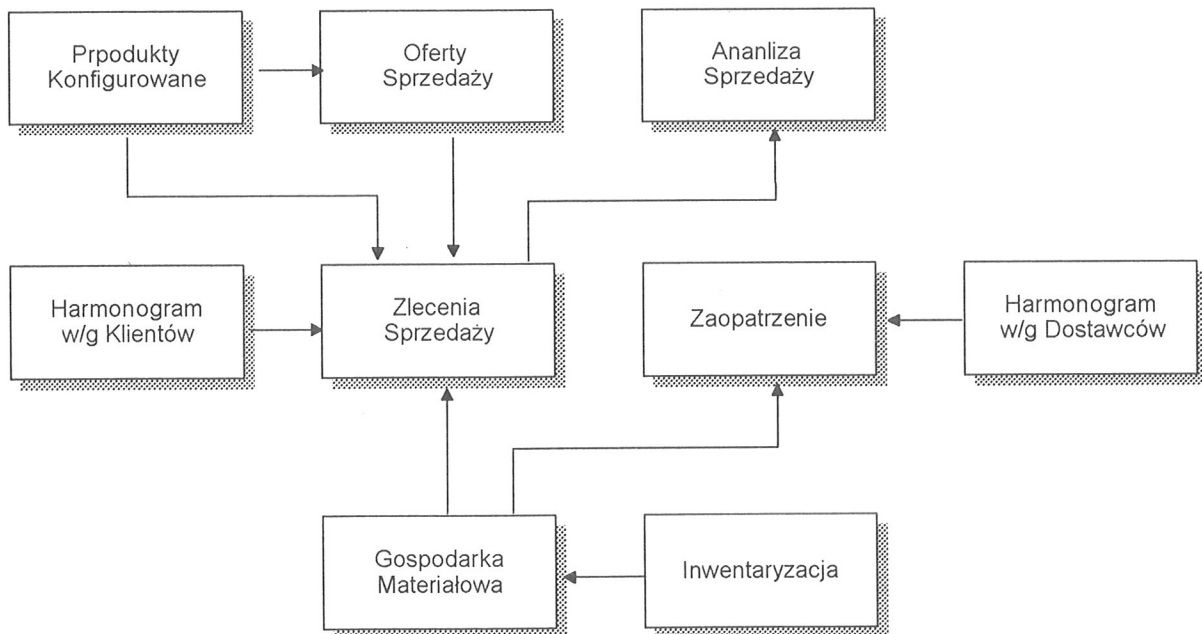 Prpodukty
Konfigurowane
Oferty
Sprzedaży
Ananliza
Sprzedaży
Harmonogram
w/g Klientów
Zlecenia
Sprzedaży
Zaopatrzenie
Harmonogram
w/g Dostawców
Gospodarka
Materiałowa
Inwentaryzacja